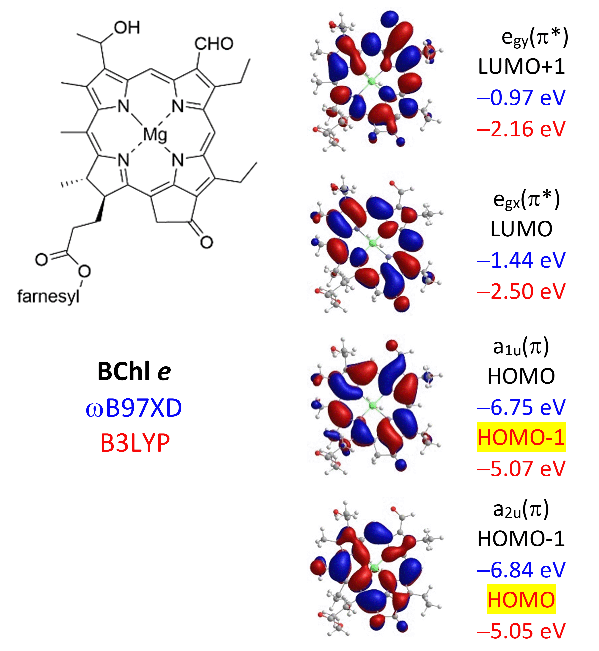 OH
CHO
N
N
Mg
N
N
O
O
O
farnesyl
BChl e
ωB97XD
B3LYP
egy(π*)
LUMO+1
−0.97 eV
−2.16 eV
egx(π*)
LUMO
−1.44 eV
−2.50 eV
a1u(π)
HOMO
−6.75 eV
HOMO-1
−5.07 eV
a2u(π)
HOMO-1
−6.84 eV
HOMO
−5.05 eV